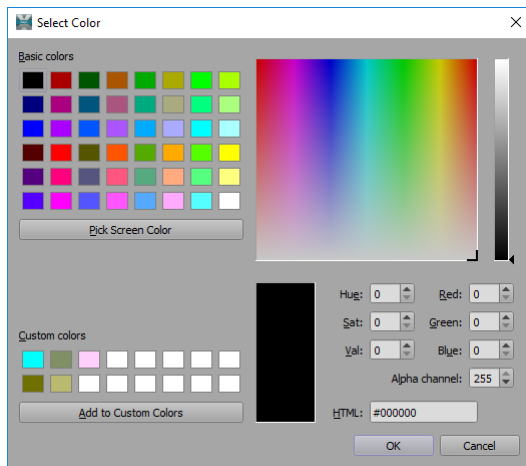 Select Color
Basic colors
Pick Screen Color
Custom colors
Add to Custom Colors
Hue: 0 Red: 0
Sat: 0 Green: 0
Val: 0 Blue: 0
Alpha channel: 255
HTML: #000000
OK Cancel